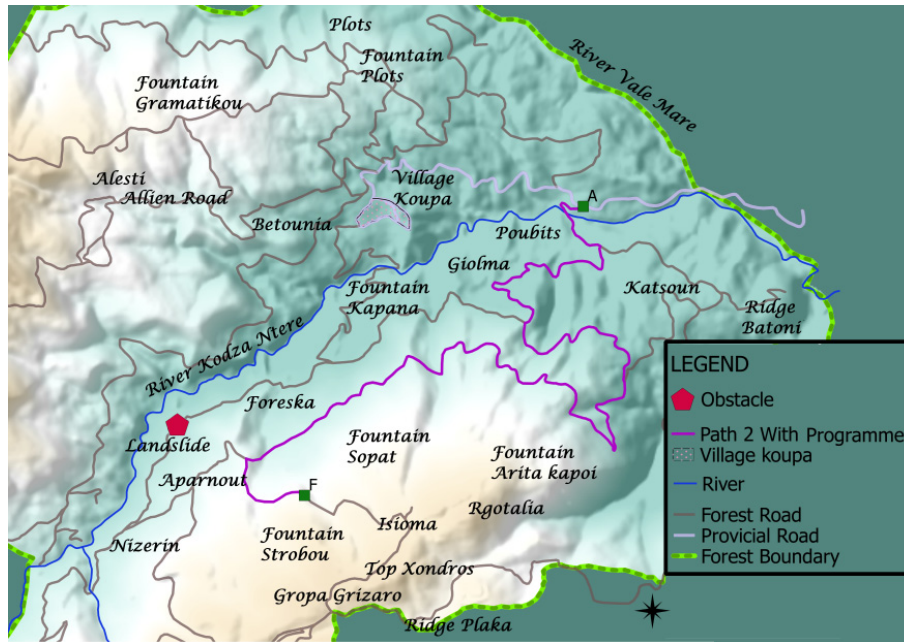 Plots
Fountain
Plots
River Vale Mare
Fountain
Gramatikou
Alesti
Allien Road
Village
Koupa
A
Betounia
Poubits
Giolma
Fountain
Kapana
Katsoun
Ridge
Batoni
River Kodza Ntere
Foreska
Landslide
Fountain
Sopat
Fountain
Arita kapoi
Aparnout
F
Rgotalia
Isioma
Fountain
Strobou
Nizerin
Top Xondros
Gropa Grizaro
Ridge Plaka
LEGEND
Obstacle
Path 2 With Programme
Village koupa
River
Forest Road
Provicial Road
Forest Boundary